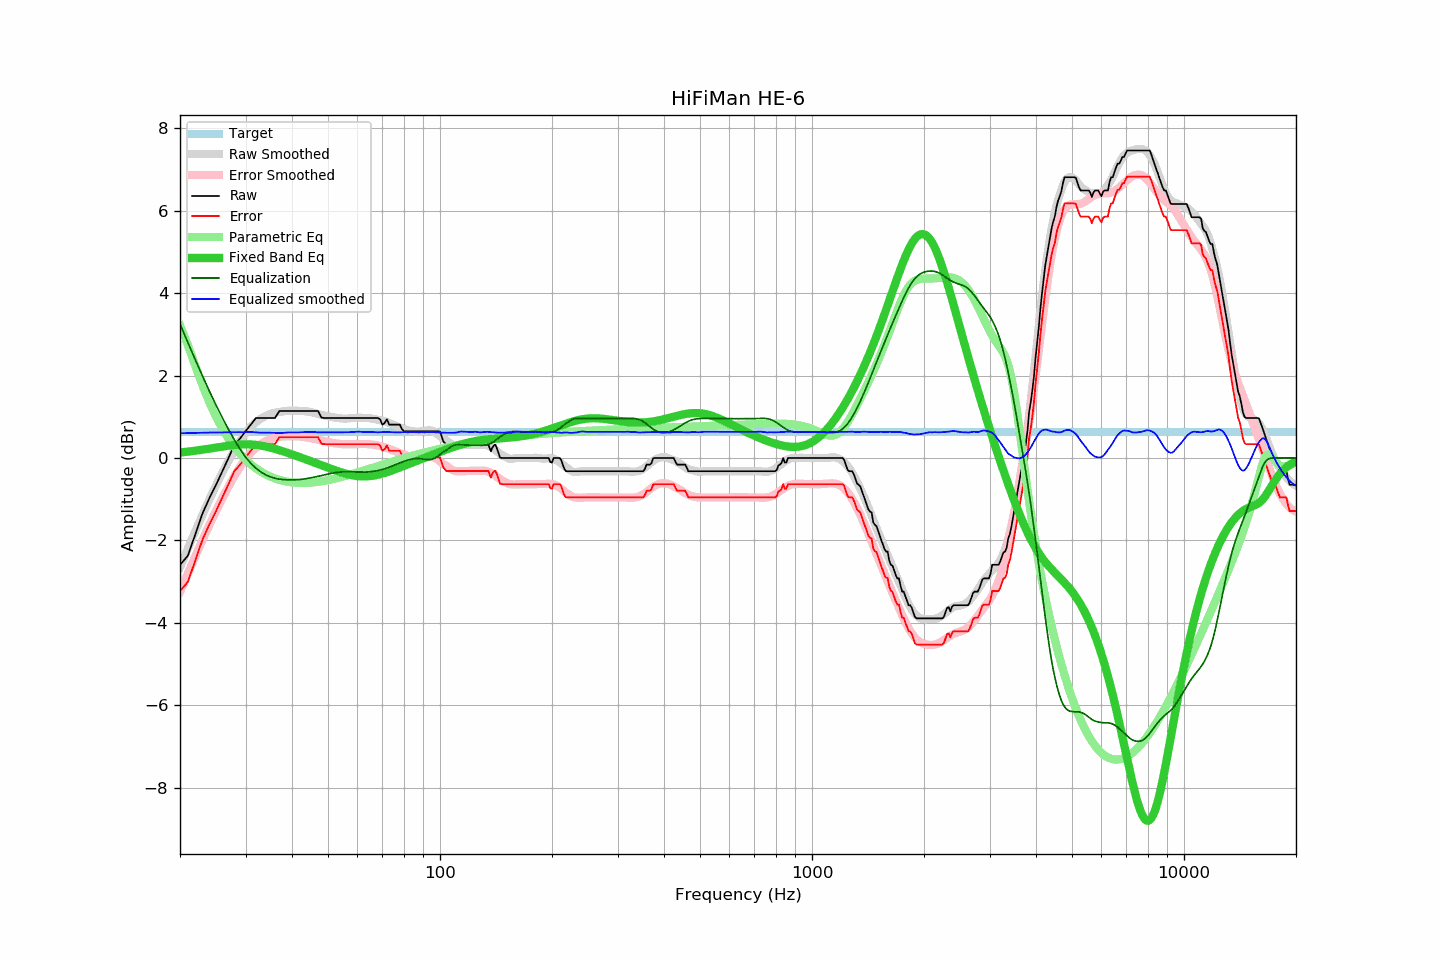 HiFiMan HE-6
Target
Raw Smoothed
Error Smoothed
Raw
Error
Parametric Eq
Fixed Band Eq
Equalization
Equalized smoothed
8
6
4
2
0
−2
−4
−6
−8
Amplitude (dBr)
100
1000
10000
Frequency (Hz)